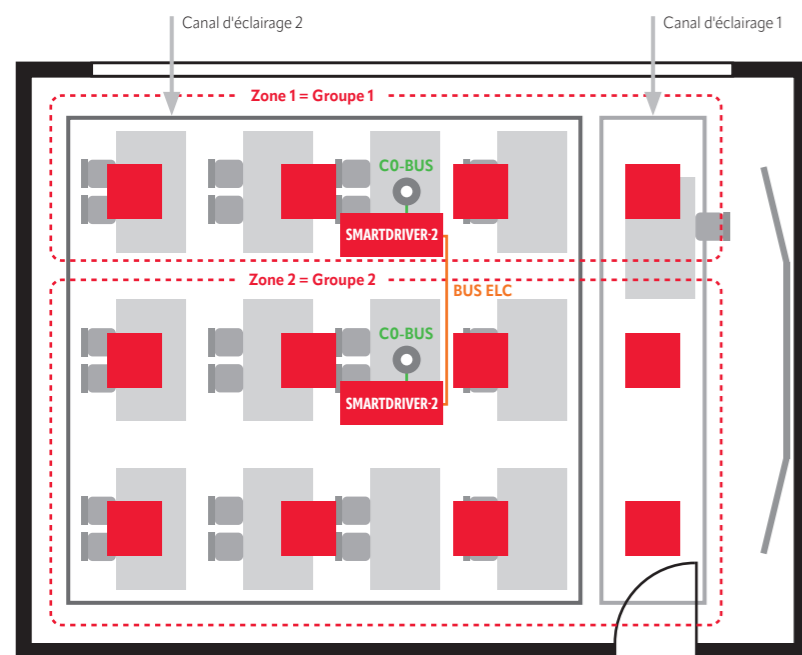 Canal d'éclairage 2
Canal d'éclairage 1
Zone 1 = Groupe 1
C0-BUS
SMARTDRIVER-2
Zone 2 = Groupe 2
BUS ELC
C0-BUS
SMARTDRIVER-2